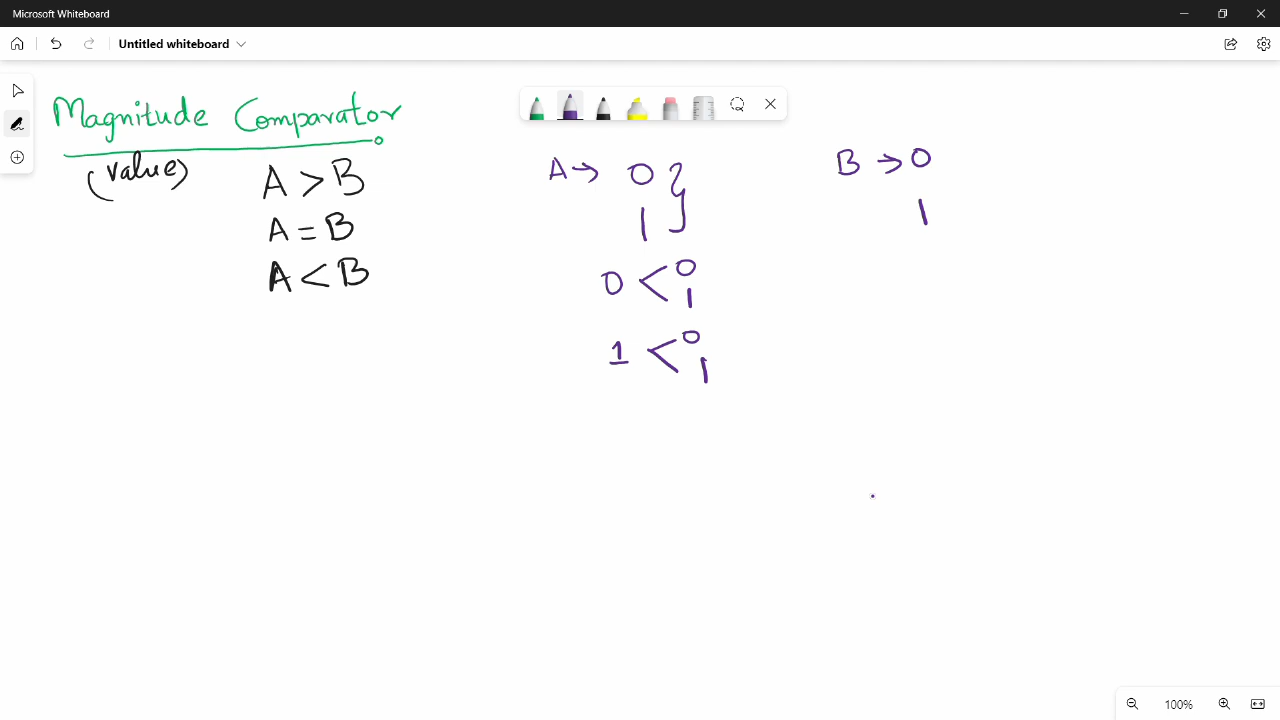 Microsoft Whiteboard
Untitled whiteboard
Magnitude Comparator
(value)
A > B
A = B
A < B
A → 0 }
1
B → 0
1
0 < 0
1
1 < 0
1
100%